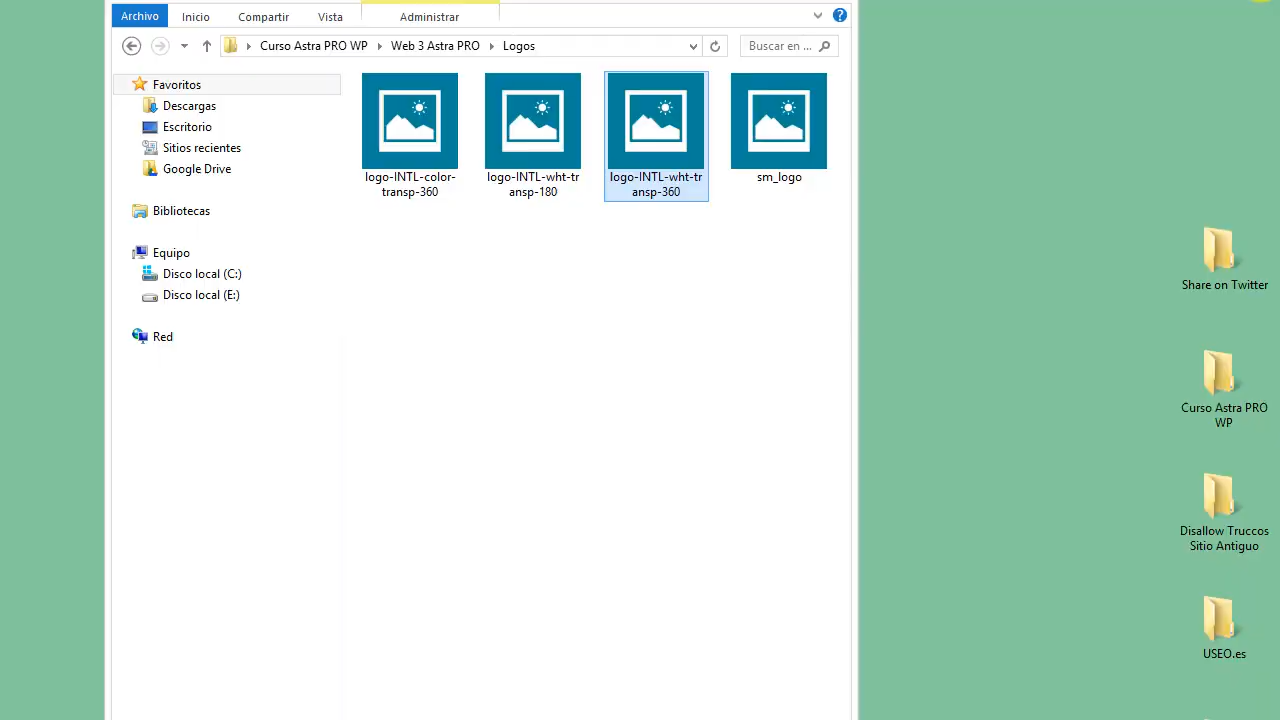 Archivo
Inicio
Compartir
Vista
Administrar
Curso Astra PRO WP
Web 3 Astra PRO
Logos
Buscar en ...
Favoritos
Descargas
Escritorio
Sitios recientes
Google Drive
Bibliotecas
Equipo
Disco local (C:)
Disco local (E:)
Red
logo-INTL-color-
transp-360
logo-INTL-wht-tr
ansp-180
logo-INTL-wht-tr
ansp-360
sm_logo
Share on Twitter
Curso Astra PRO
WP
Disallow Truccos
Sitio Antiguo
USEO.es